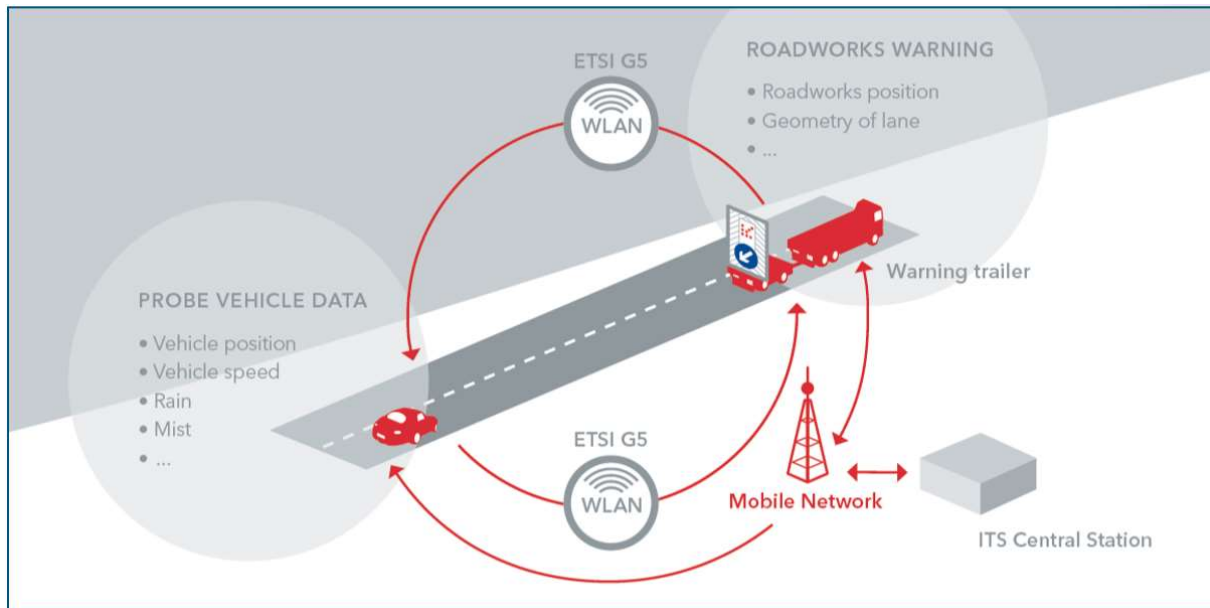 ETSI G5
WLAN
ROADWORKS WARNING
• Roadworks position
• Geometry of lane
• ...
Warning trailer
PROBE VEHICLE DATA
• Vehicle position
• Vehicle speed
• Rain
• Mist
• ...
ETSI G5
WLAN
Mobile Network
ITS Central Station